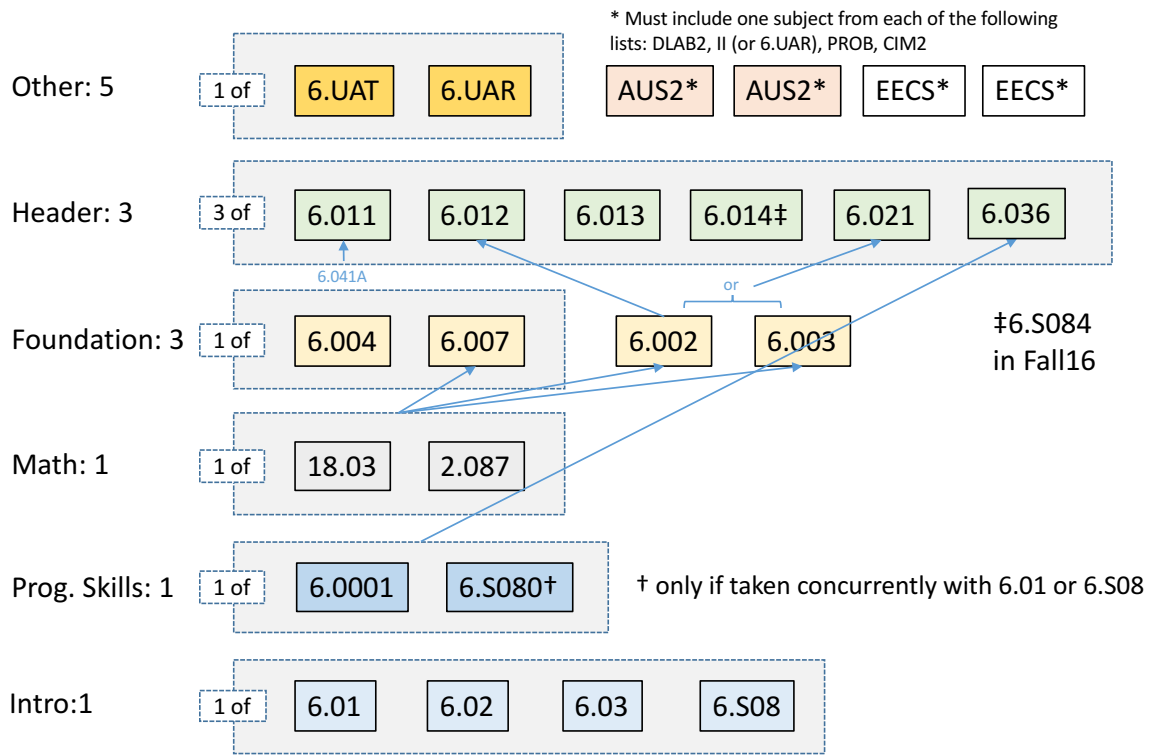 * Must include one subject from each of the following
lists: DLAB2, II (or 6.UAR), PROB, CIM2
Other: 5
1 of
6.UAT
6.UAR
AUS2*
AUS2*
EECS*
EECS*
Header: 3
3 of
6.011
6.012
6.013
6.014‡
6.021
6.036
6.041A
or
Foundation: 3
1 of
6.004
6.007
6.002
6.003
‡6.S084
in Fall16
Math: 1
1 of
18.03
2.087
Prog. Skills: 1
1 of
6.0001
6.S080†
† only if taken concurrently with 6.01 or 6.S08
Intro:1
1 of
6.01
6.02
6.03
6.S08